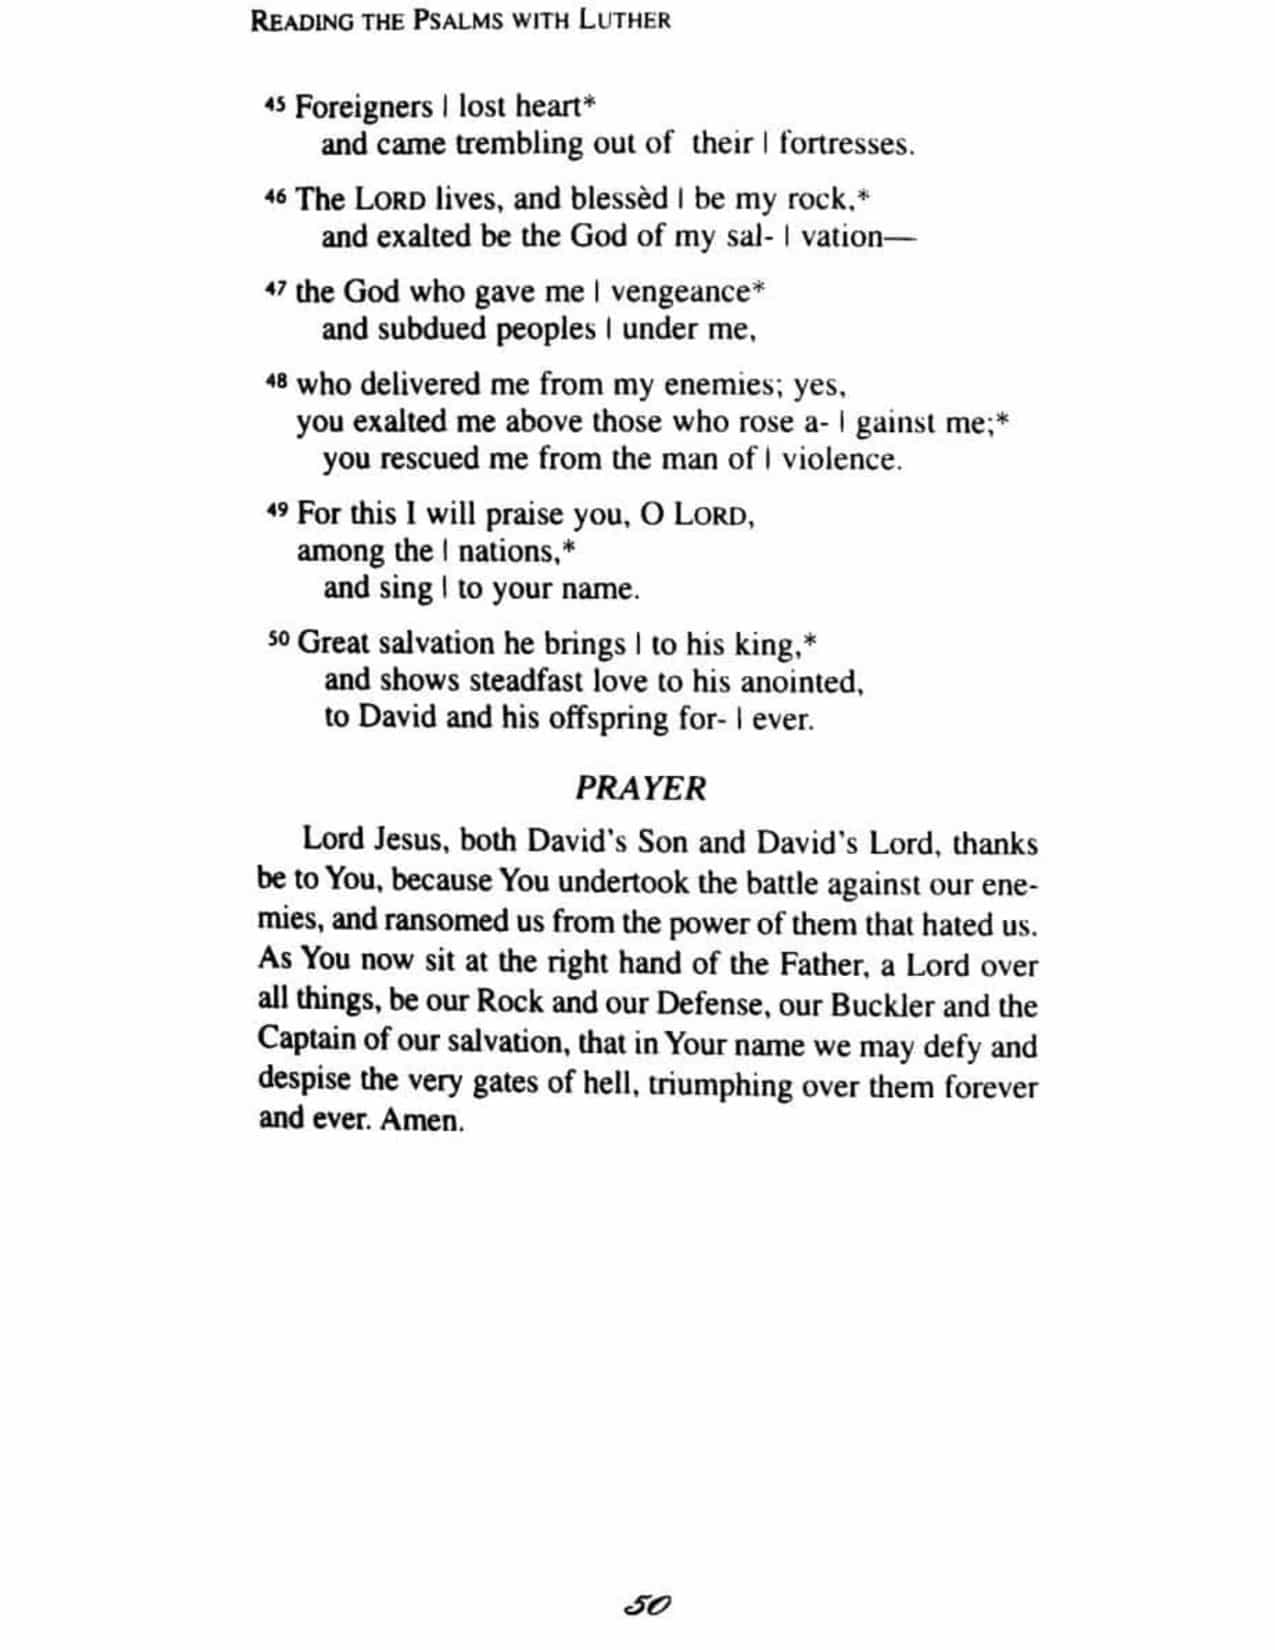 READING THE PSALMS WITH LUTHER
45 Foreigners | lost heart*
and came trembling out of their | fortresses.
46 The LORD lives, and blessèd | be my rock,*
and exalted be the God of my sal- | vation—
47 the God who gave me | vengeance*
and subdued peoples | under me,
48 who delivered me from my enemies; yes,
you exalted me above those who rose a- | gainst me;*
you rescued me from the man of | violence.
49 For this I will praise you, O LORD,
among the | nations,*
and sing | to your name.
50 Great salvation he brings | to his king,*
and shows steadfast love to his anointed,
to David and his offspring for- | ever.
PRAYER
Lord Jesus, both David's Son and David's Lord, thanks
be to You, because You undertook the battle against our ene-
mies, and ransomed us from the power of them that hated us.
As You now sit at the right hand of the Father, a Lord over
all things, be our Rock and our Defense, our Buckler and the
Captain of our salvation, that in Your name we may defy and
despise the very gates of hell, triumphing over them forever
and ever. Amen.
50